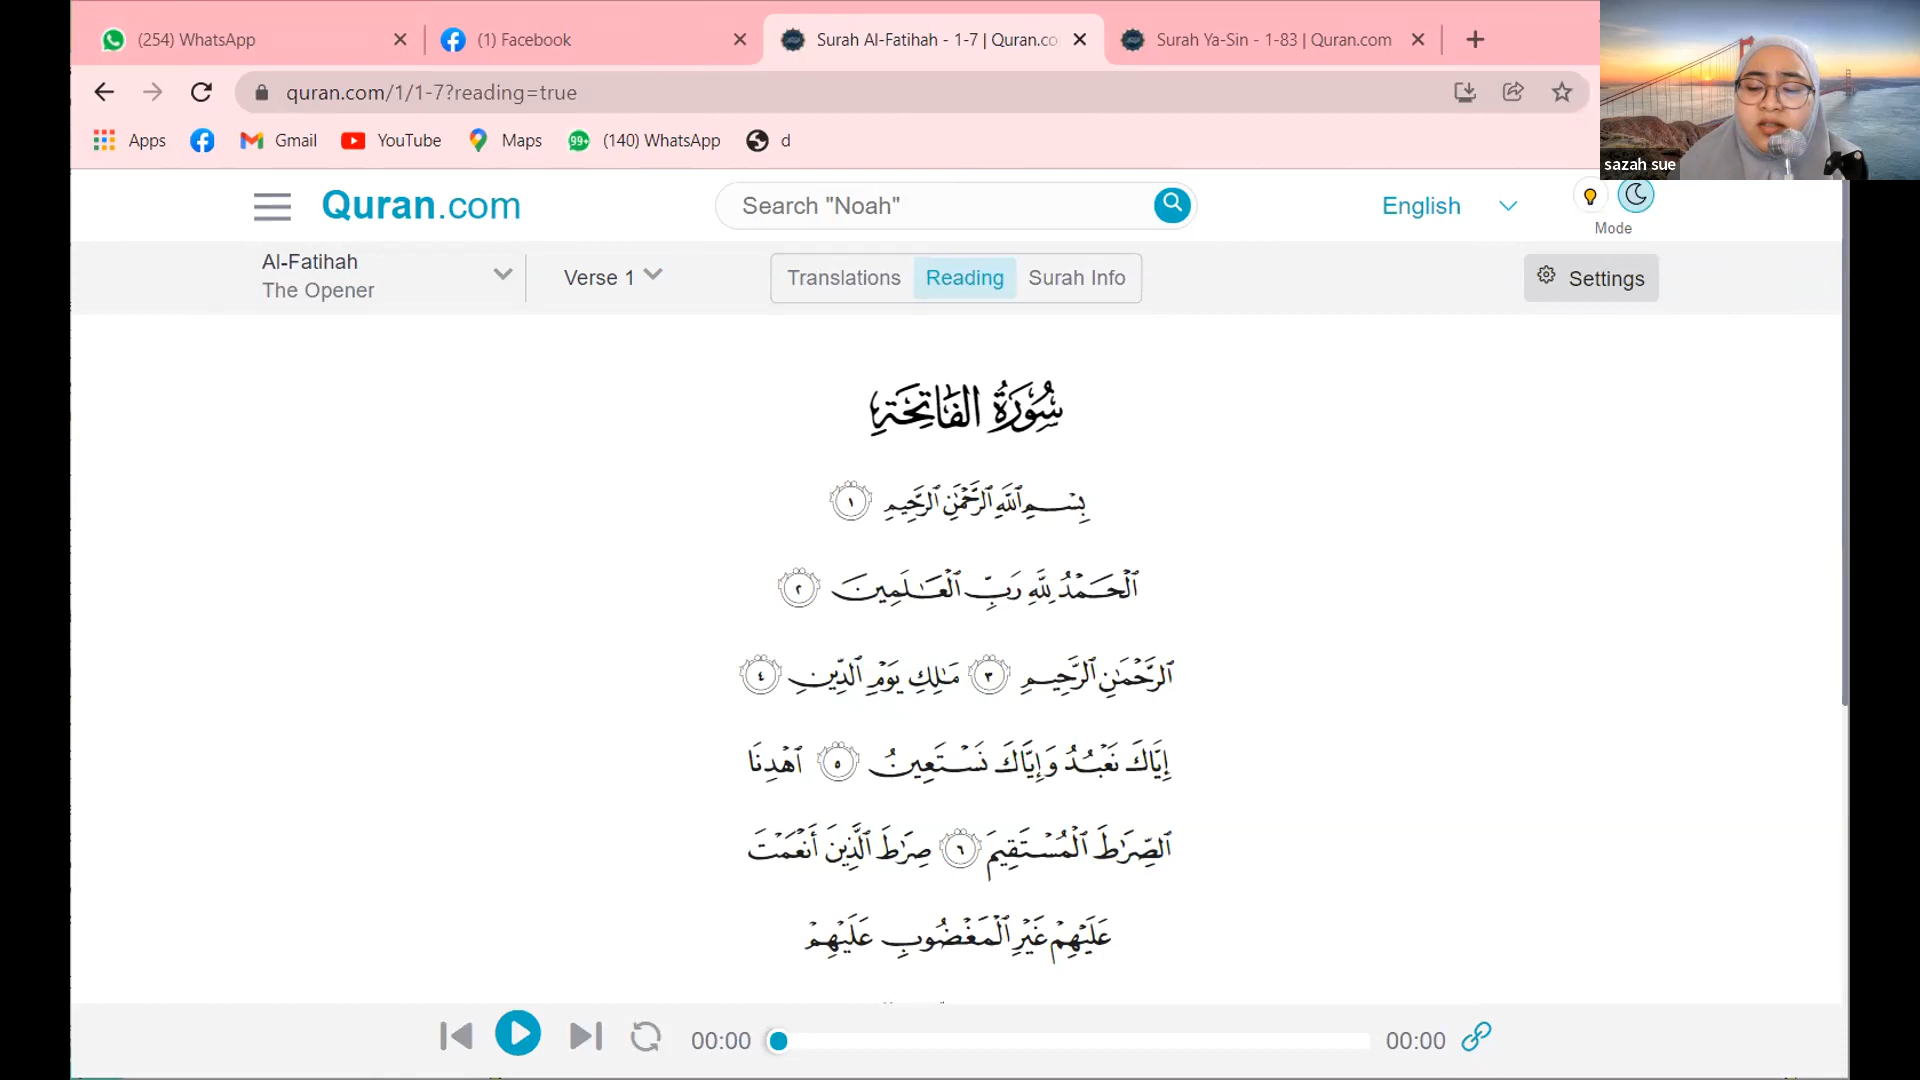 (254) WhatsApp
(1) Facebook
Surah Al-Fatihah - 1-7 | Quran.co
Surah Ya-Sin - 1-83 | Quran.com
quran.com/1/1-7?reading=true
Apps
Gmail
YouTube
Maps
99+
(140) WhatsApp
d
sazah sue
Quran.com
Search "Noah"
English
Mode
Al-Fatihah
The Opener
Verse 1
Translations
Reading
Surah Info
Settings
سُورَةُ الفَاتِحَةِ
بِسْمِ ٱللَّهِ ٱلرَّحْمَٰنِ ٱلرَّحِيمِ ١
ٱلْحَمْدُ لِلَّهِ رَبِّ ٱلْعَٰلَمِينَ ٢
ٱلرَّحْمَٰنِ ٱلرَّحِيمِ ٣ مَٰلِكِ يَوْمِ ٱلدِّينِ ٤
إِيَّاكَ نَعْبُدُ وَإِيَّاكَ نَسْتَعِينُ ٥ ٱهْدِنَا
ٱلصِّرَٰطَ ٱلْمُسْتَقِيمَ ٦ صِرَٰطَ ٱلَّذِينَ أَنْعَمْتَ
عَلَيْهِمْ غَيْرِ ٱلْمَغْضُوبِ عَلَيْهِمْ
00:00
00:00